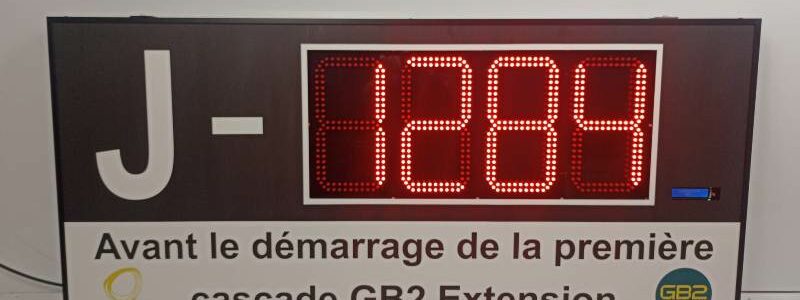 J-1284
Avant le démarrage de la première
cascade GB2 Extension
GB2